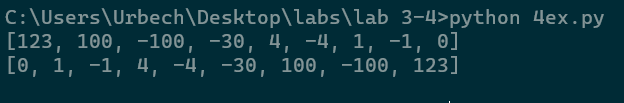 C:\Users\Urbech\Desktop\labs\lab 3-4>python 4ex.py
[123, 100, -100, -30, 4, -4, 1, -1, 0]
[0, 1, -1, 4, -4, -30, 100, -100, 123]